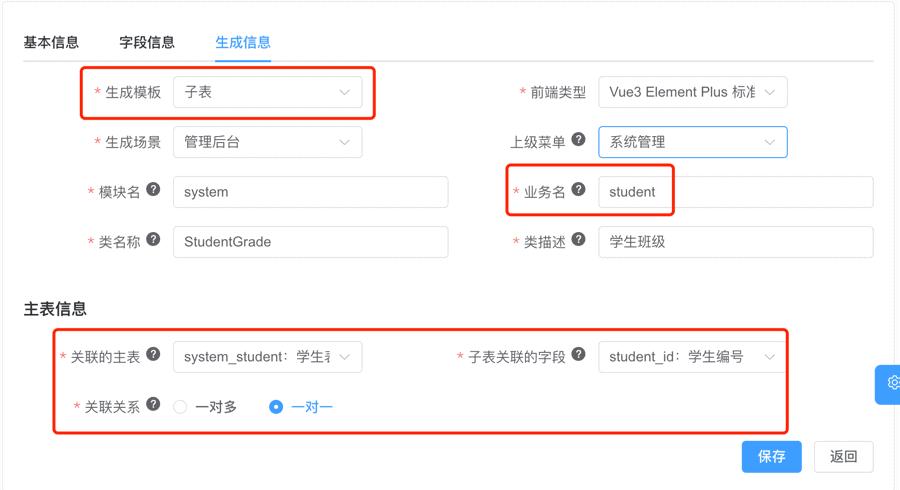 基本信息 字段信息 生成信息
* 生成模板 子表 * 前端类型 Vue3 Element Plus 标准
* 生成场景 管理后台 上级菜单 ? 系统管理
* 模块名 ? system * 业务名 ? student
* 类名称 ? StudentGrade * 类描述 ? 学生班级
主表信息
* 关联的主表 ? system_student：学生表 * 子表关联的字段 ? student_id：学生编号
* 关联关系 ? 一对多 一对一
保存 返回